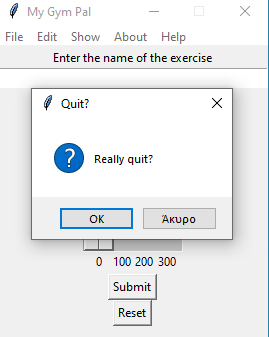 My Gym Pal
File Edit Show About Help
Enter the name of the exercise
Quit?
Really quit?
OK Άκυρο
0 100 200 300
Submit
Reset